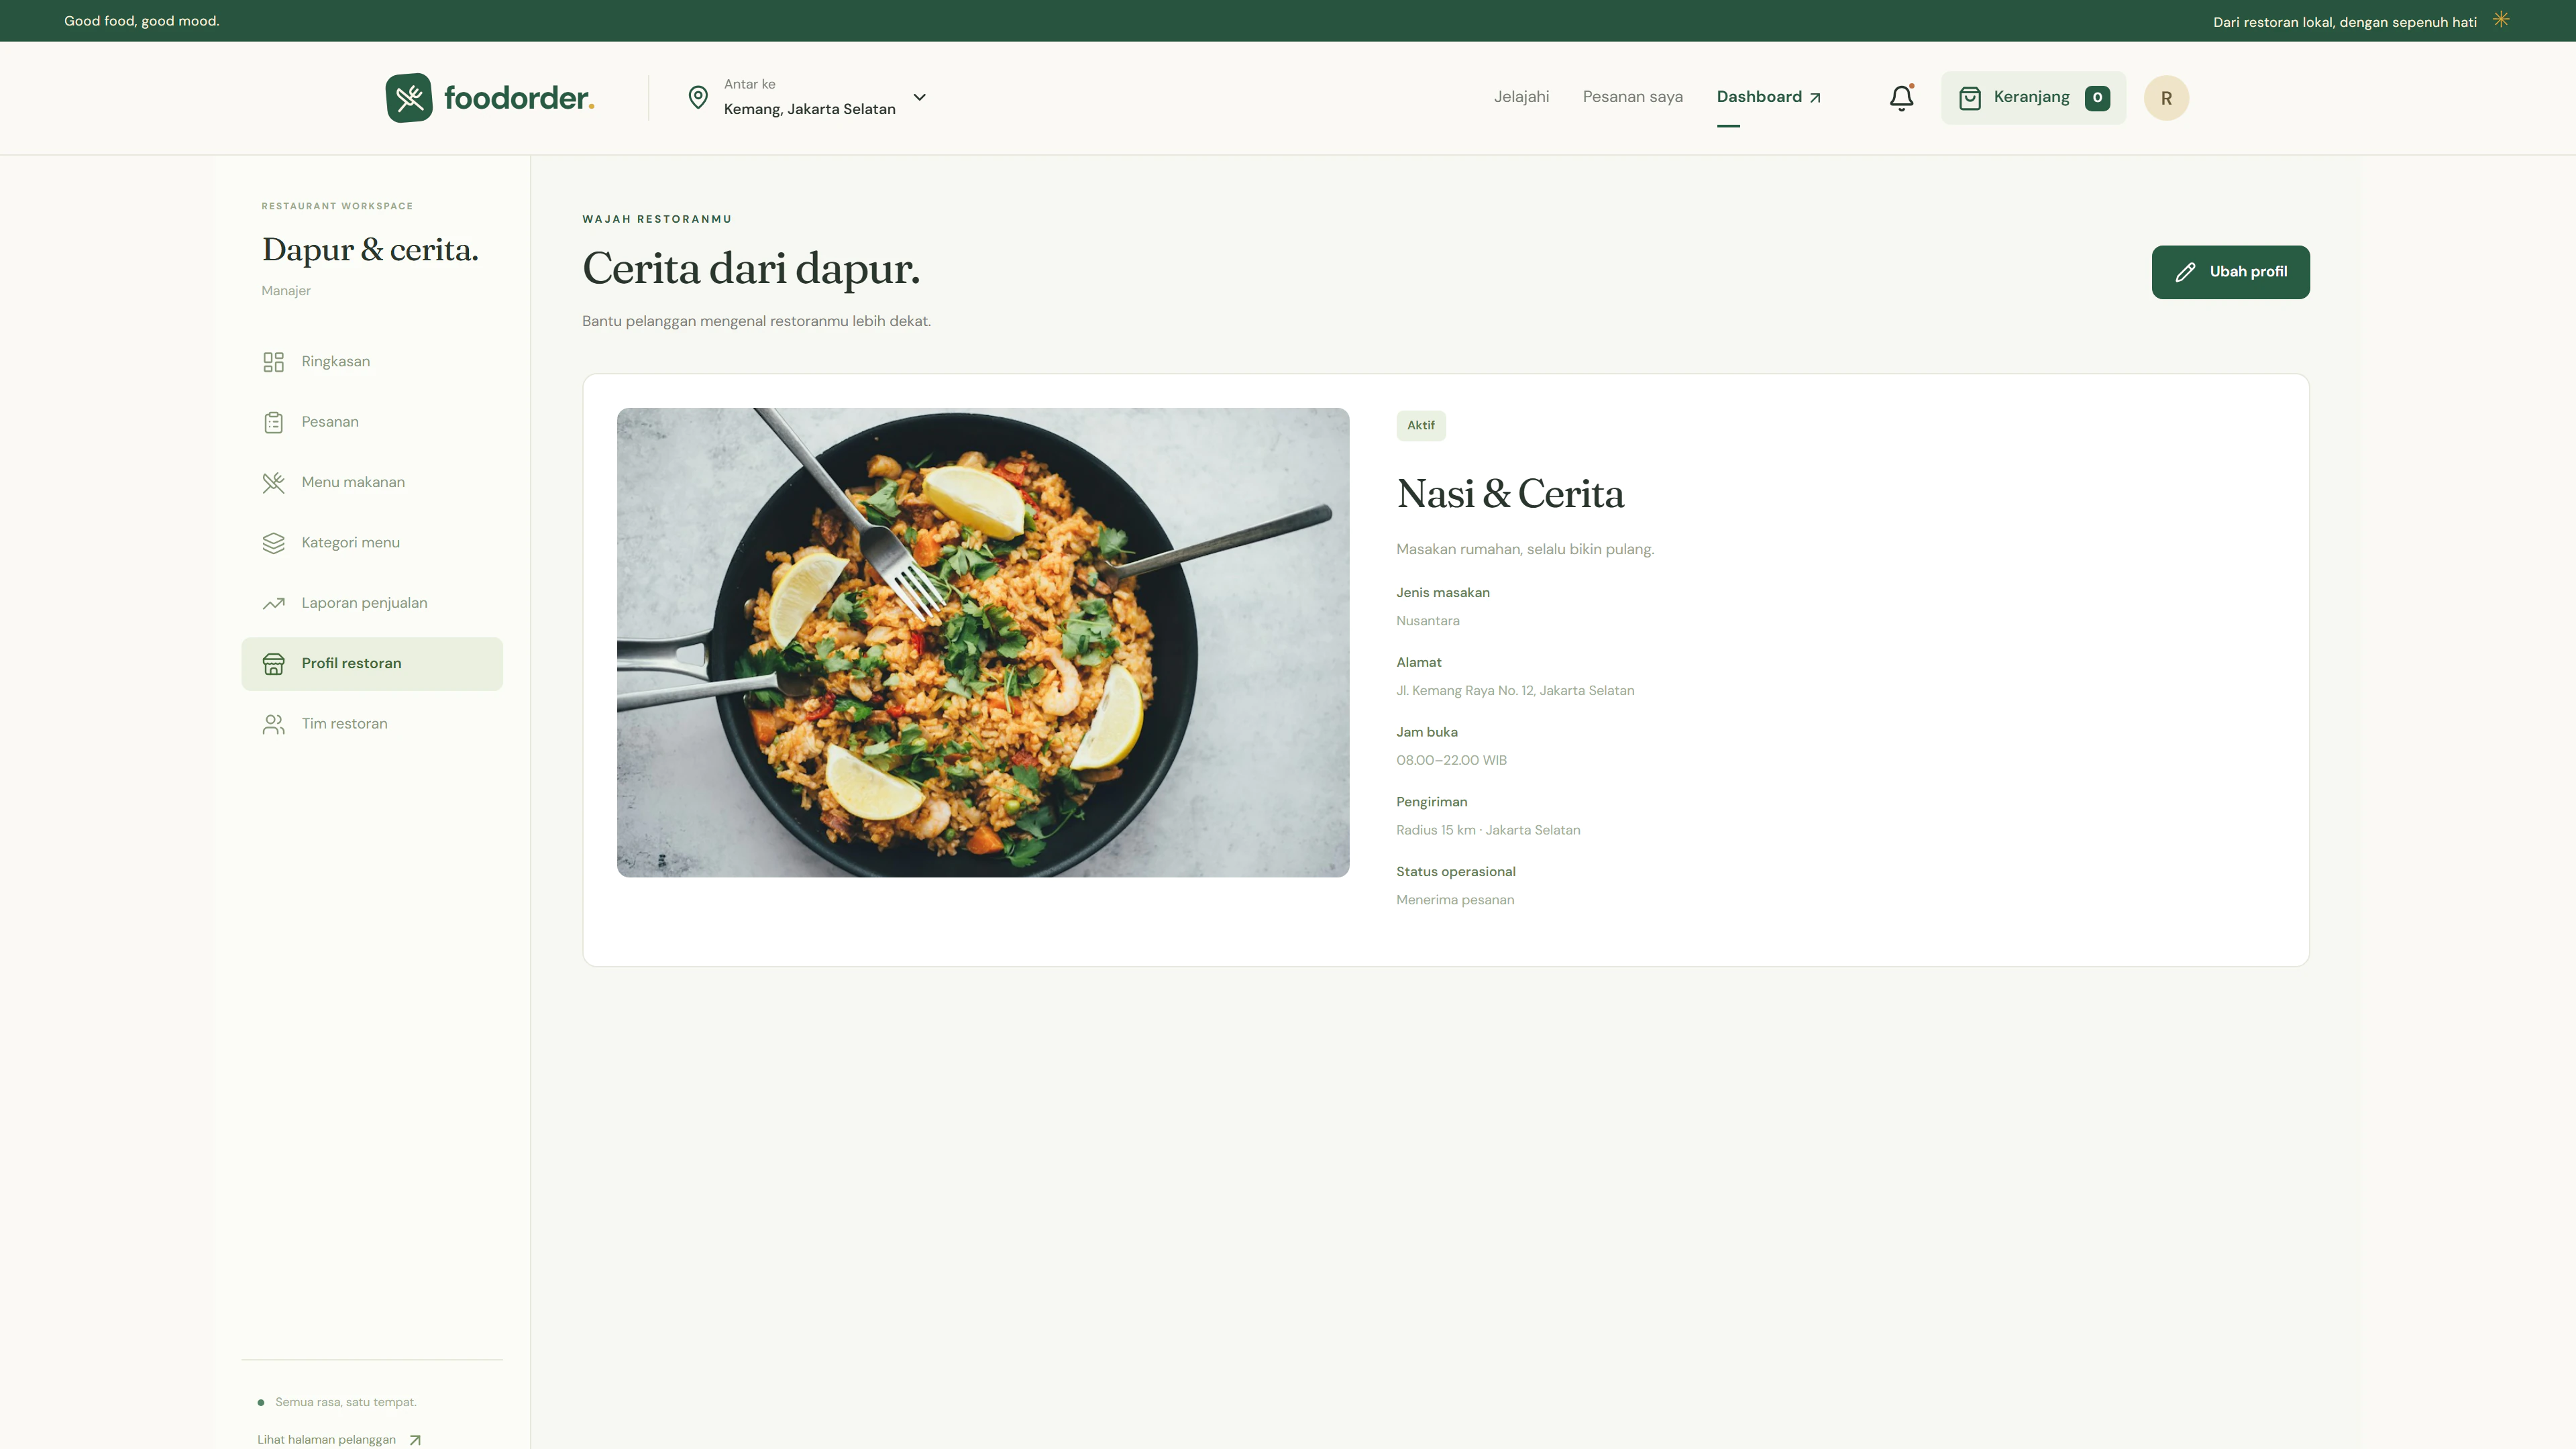 Good food, good mood.
Dari restoran lokal, dengan sepenuh hati
foodorder.
Antar ke
Kemang, Jakarta Selatan
Jelajahi
Pesanan saya
Dashboard
Keranjang
0
R
RESTAURANT WORKSPACE
Dapur & cerita.
Manajer
Ringkasan
Pesanan
Menu makanan
Kategori menu
Laporan penjualan
Profil restoran
Tim restoran
Semua rasa, satu tempat.
Lihat halaman pelanggan
WAJAH RESTORANMU
Cerita dari dapur.
Bantu pelanggan mengenal restoranmu lebih dekat.
Ubah profil
Aktif
Nasi & Cerita
Masakan rumahan, selalu bikin pulang.
Jenis masakan
Nusantara
Alamat
Jl. Kemang Raya No. 12, Jakarta Selatan
Jam buka
08.00–22.00 WIB
Pengiriman
Radius 15 km · Jakarta Selatan
Status operasional
Menerima pesanan